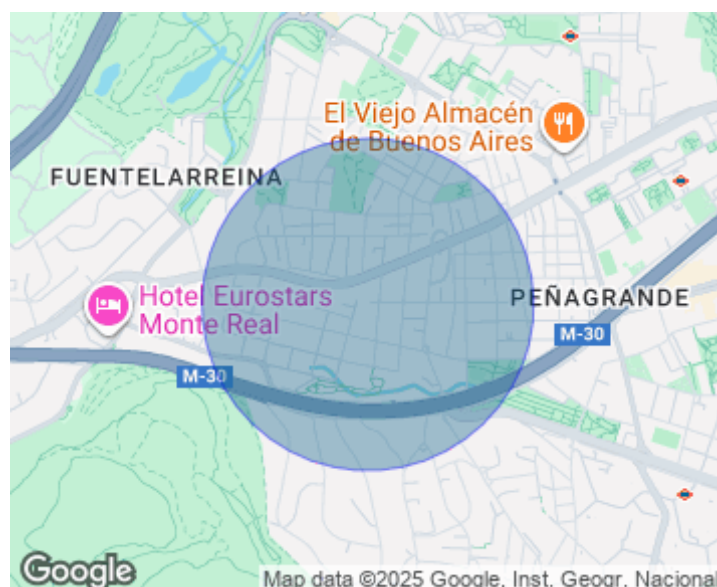 El Viejo Almacén
de Buenos Aires
FUENTELARREINA
Hotel Eurostars
Monte Real
PEÑAGRANDE
M-30
M-30
Google
Map data ©2025 Google, Inst. Geogr. Nacional